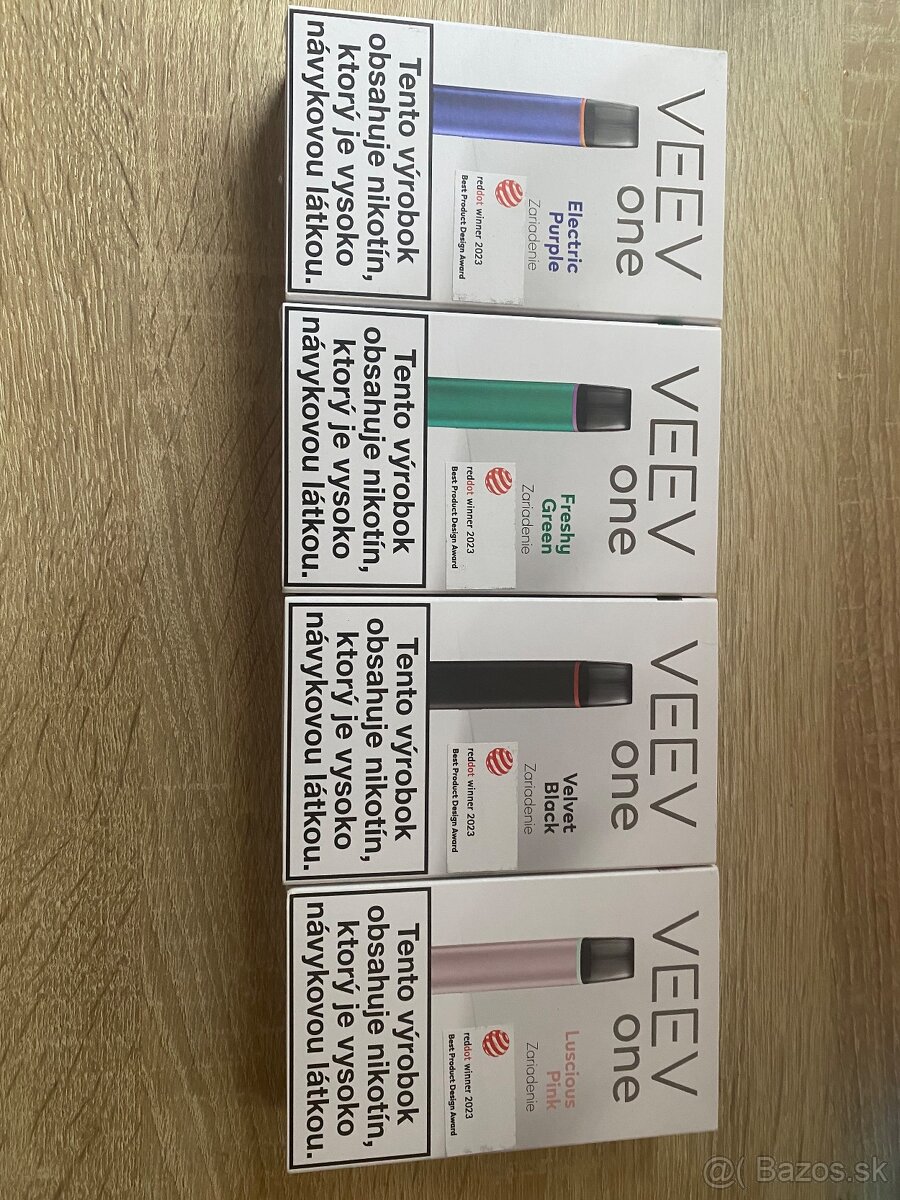 VEEV
one
Electric
Purple
Zariadenie
reddot winner 2023
Best Product Design Award
Tento výrobok
obsahuje nikotín,
ktorý je vysoko
návykovou látkou.
VEEV
one
Freshy
Green
Zariadenie
reddot winner 2023
Best Product Design Award
Tento výrobok
obsahuje nikotín,
ktorý je vysoko
návykovou látkou.
VEEV
one
Velvet
Black
Zariadenie
reddot winner 2023
Best Product Design Award
Tento výrobok
obsahuje nikotín,
ktorý je vysoko
návykovou látkou.
VEEV
one
Luscious
Pink
Zariadenie
reddot winner 2023
Best Product Design Award
Tento výrobok
obsahuje nikotín,
ktorý je vysoko
návykovou látkou.
@( Bazos.sk